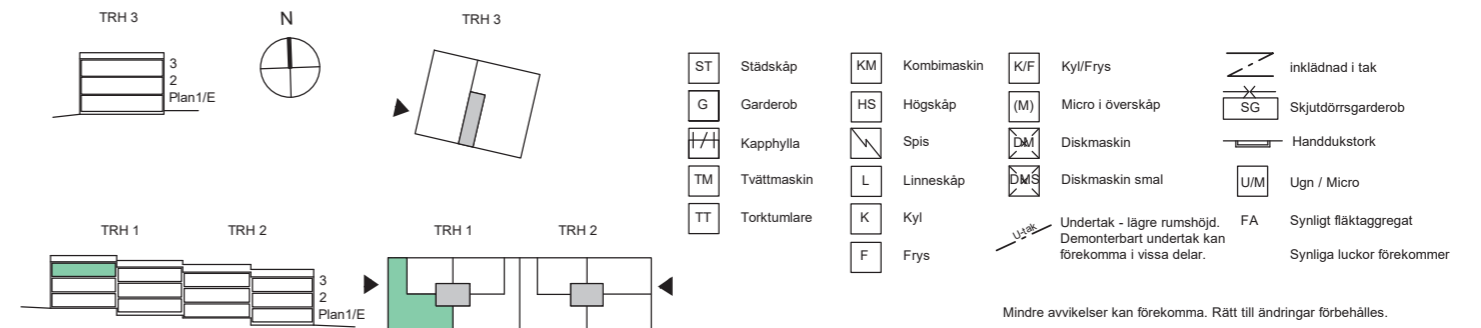 TRH 3
N
TRH 3
3
2
Plan1/E
TRH 1
TRH 2
3
2
Plan1/E
TRH 1
TRH 2
ST Städskåp
G Garderob
Kapphylla
TM Tvättmaskin
TT Torktumlare
KM Kombimaskin
HS Högskåp
Spis
L Linneskåp
K Kyl
F Frys
K/F Kyl/Frys
(M) Micro i överskåp
DM Diskmaskin
DMS Diskmaskin smal
U-tak Undertak - lägre rumshöjd.
Demonterbart undertak kan
förekomma i vissa delar.
inklädnad i tak
SG Skjutdörrsgarderob
Handdukstork
U/M Ugn / Micro
FA Synligt fläktaggregat
Synliga luckor förekommer
Mindre avvikelser kan förekomma. Rätt till ändringar förbehålles.